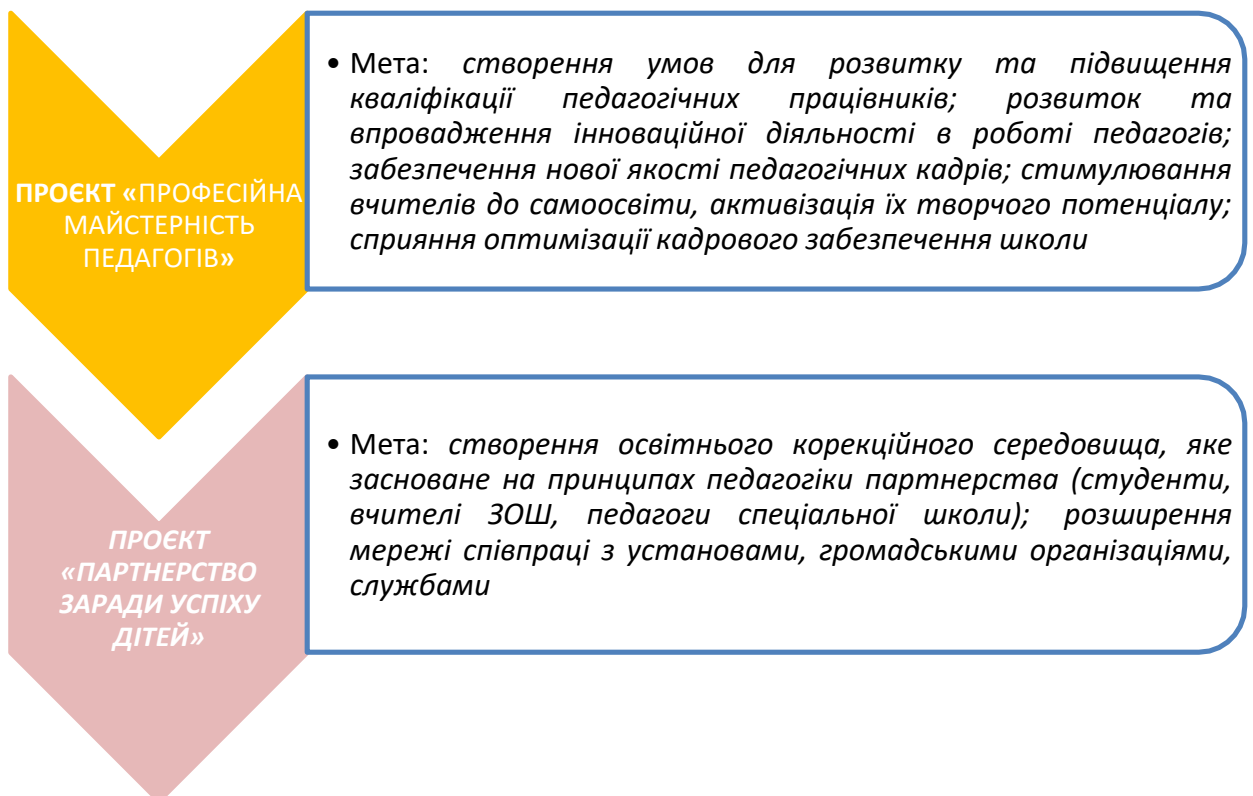 ПРОЄКТ «ПРОФЕСІЙНА
МАЙСТЕРНІСТЬ
ПЕДАГОГІВ»
• Мета: створення умов для розвитку та підвищення
кваліфікації педагогічних працівників; розвиток та
впровадження інноваційної діяльності в роботі педагогів;
забезпечення нової якості педагогічних кадрів; стимулювання
вчителів до самоосвіти, активізація їх творчого потенціалу;
сприяння оптимізації кадрового забезпечення школи
ПРОЄКТ
«ПАРТНЕРСТВО
ЗАРАДИ УСПІХУ
ДІТЕЙ»
• Мета: створення освітнього корекційного середовища, яке
засноване на принципах педагогіки партнерства (студенти,
вчителі ЗОШ, педагоги спеціальної школи); розширення
мережі співпраці з установами, громадськими організаціями,
службами